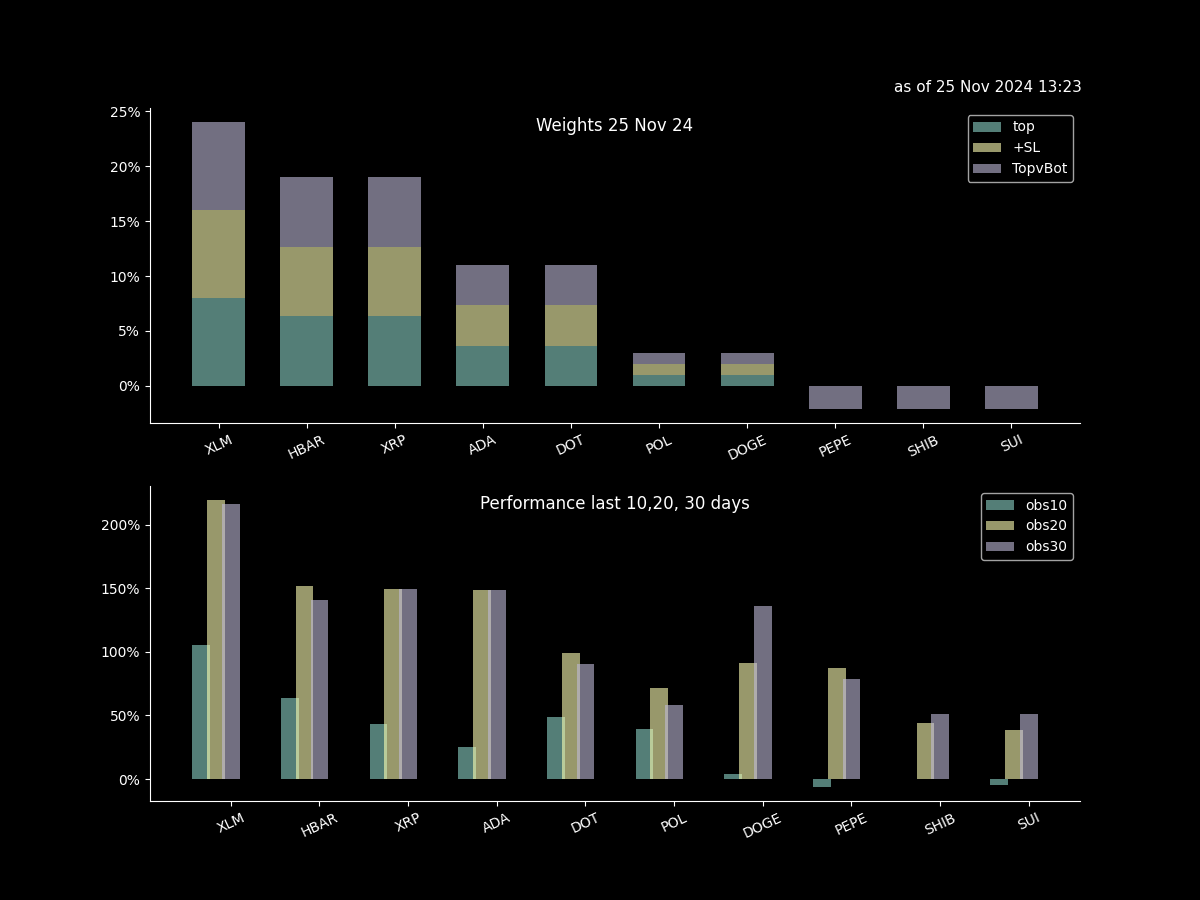 as of 25 Nov 2024 13:23
Weights 25 Nov 24
top
+SL
TopvBot
25%
20%
15%
10%
5%
0%
XLM HBAR XRP ADA DOT POL DOGE PEPE SHIB SUI
Performance last 10,20, 30 days
obs10
obs20
obs30
200%
150%
100%
50%
0%
XLM HBAR XRP ADA DOT POL DOGE PEPE SHIB SUI